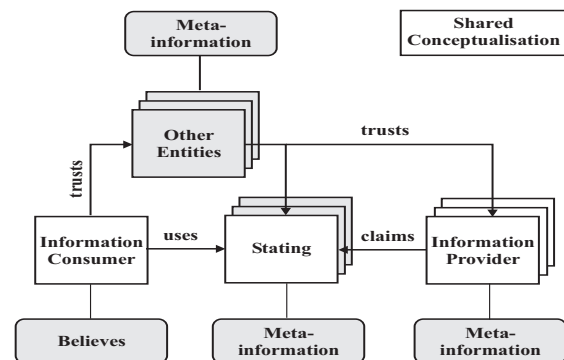 Meta-
information
Shared
Conceptualisation
Other
Entities
trusts
trusts
Information
Consumer
uses
Stating
claims
Information
Provider
Believes
Meta-
information
Meta-
information